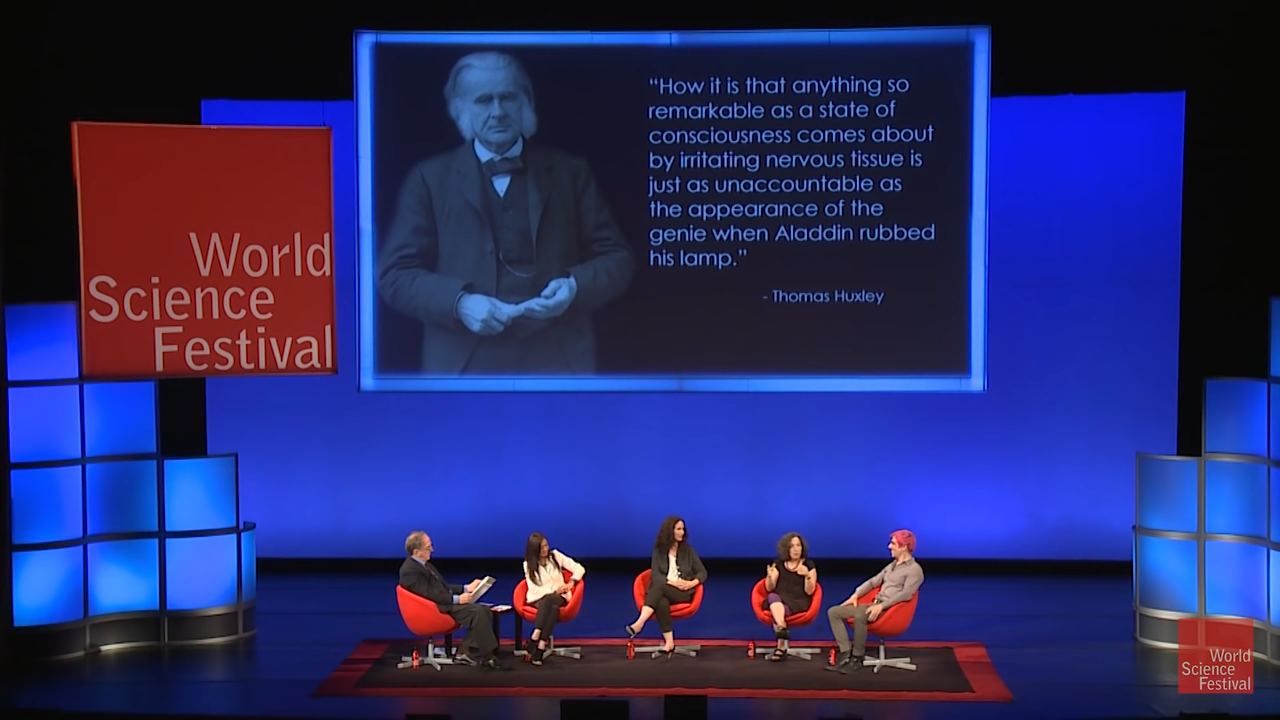 World
Science
Festival
“How it is that anything so
remarkable as a state of
consciousness comes about
by irritating nervous tissue is
just as unaccountable as
the appearance of the
genie when Aladdin rubbed
his lamp.”
- Thomas Huxley
World
Science
Festival